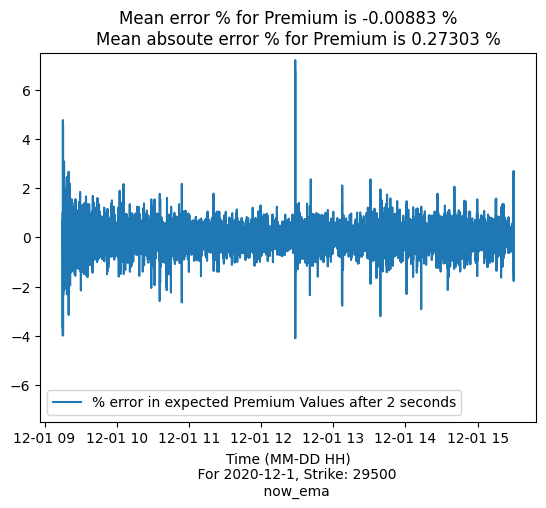 Mean error % for Premium is -0.00883 %
Mean absoute error % for Premium is 0.27303 %
6
4
2
0
−2
−4
−6
% error in expected Premium Values after 2 seconds
12-01 09 12-01 10 12-01 11 12-01 12 12-01 13 12-01 14 12-01 15
Time (MM-DD HH)
For 2020-12-1, Strike: 29500
now_ema